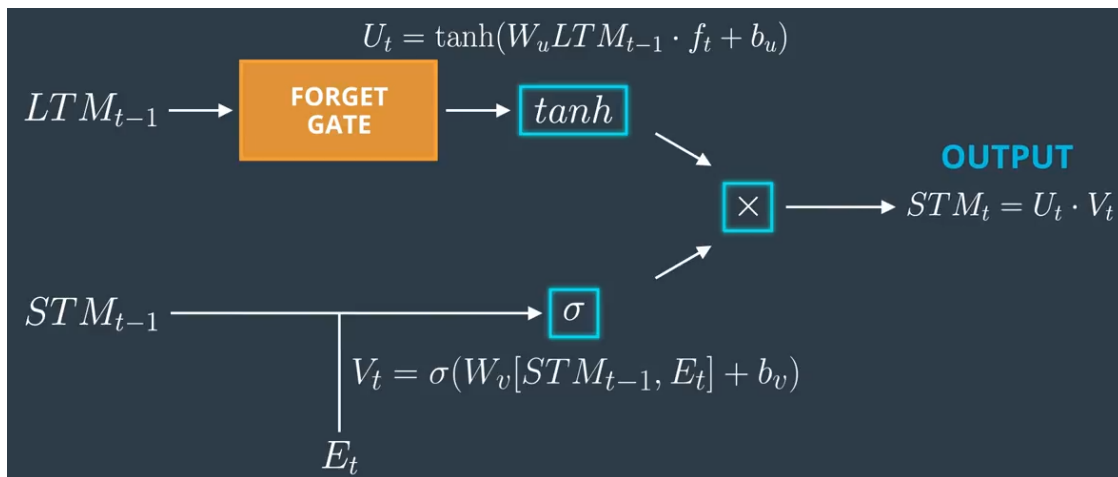 U_t = tanh(W_u LTM_{t-1} · f_t + b_u)
LTM_{t-1}
FORGET
GATE
tanh
OUTPUT
×
STM_t = U_t · V_t
STM_{t-1}
σ
V_t = σ(W_v[STM_{t-1}, E_t] + b_v)
E_t